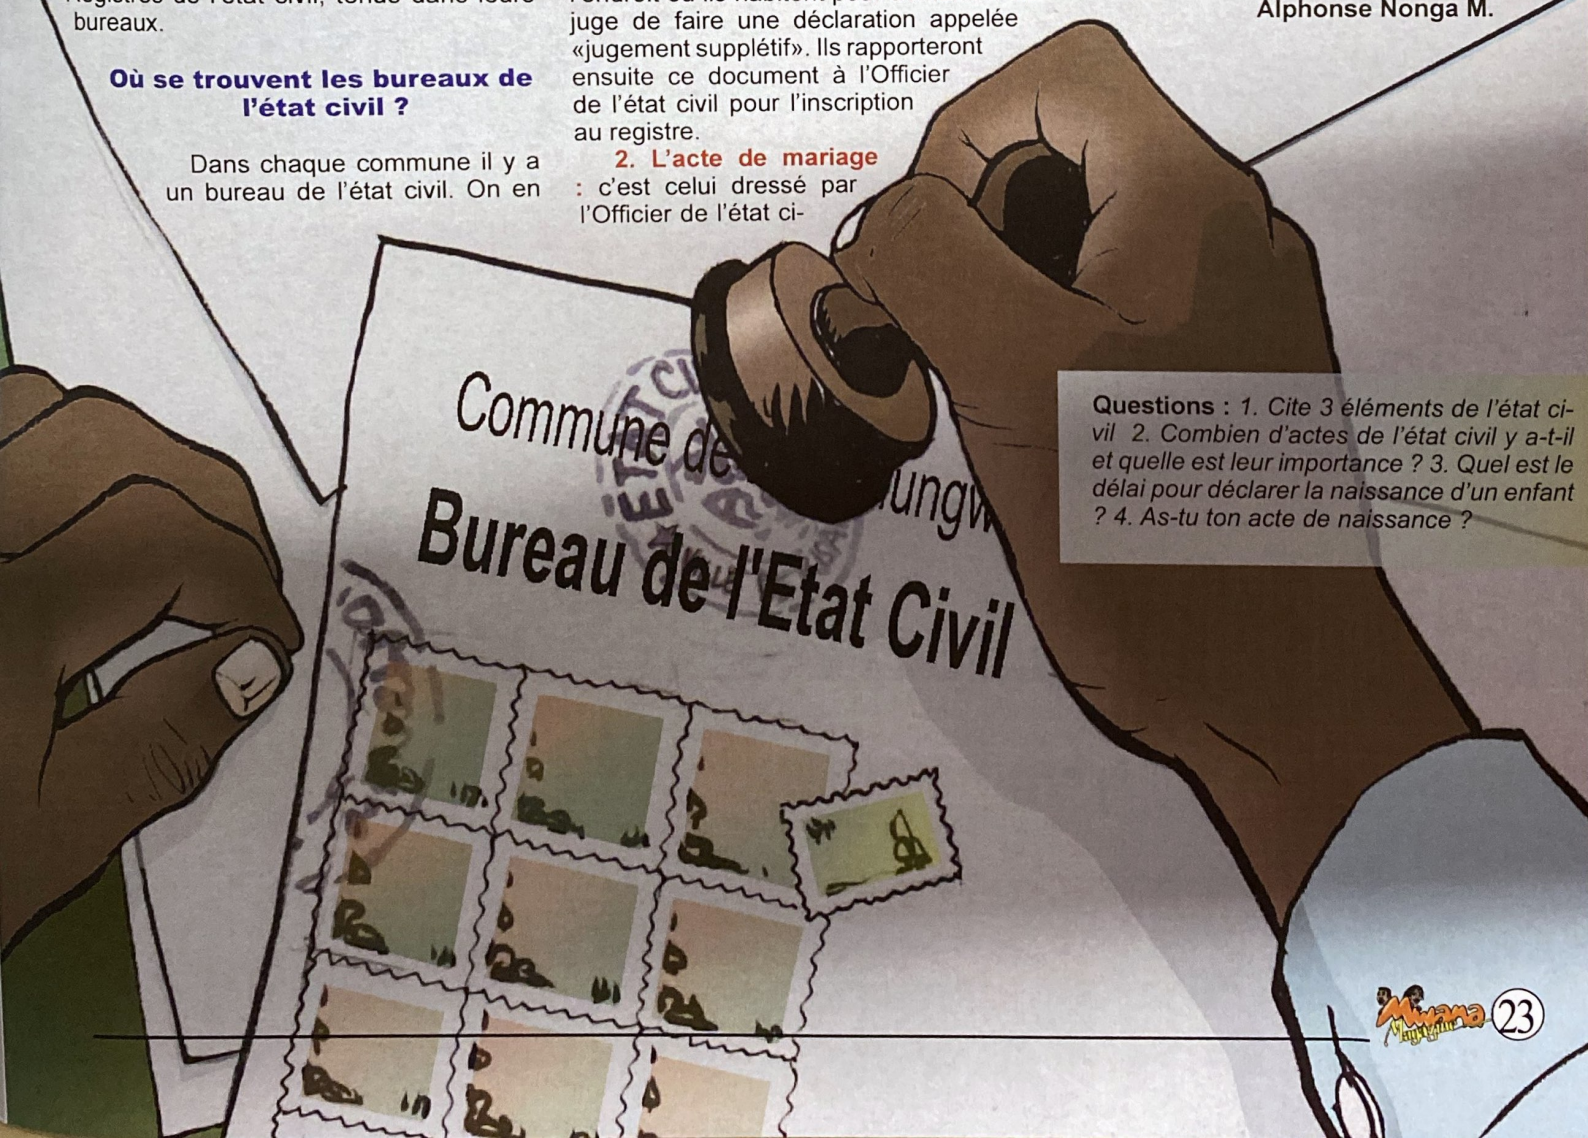 bureaux.
Où se trouvent les bureaux de
l'état civil ?
Dans chaque commune il y a
un bureau de l'état civil. On en
juge de faire une déclaration appelée
«jugement supplétif». Ils rapporteront
ensuite ce document à l'Officier
de l'état civil pour l'inscription
au registre.
2. L'acte de mariage
: c'est celui dressé par
l'Officier de l'état ci-
Alphonse Nonga M.
ETAT CI
Commune de
Bureau de l'Etat Civil
Questions : 1. Cite 3 éléments de l'état ci-
vil 2. Combien d'actes de l'état civil y a-t-il
et quelle est leur importance ? 3. Quel est le
délai pour déclarer la naissance d'un enfant
? 4. As-tu ton acte de naissance ?
Mwana
Magazine
23